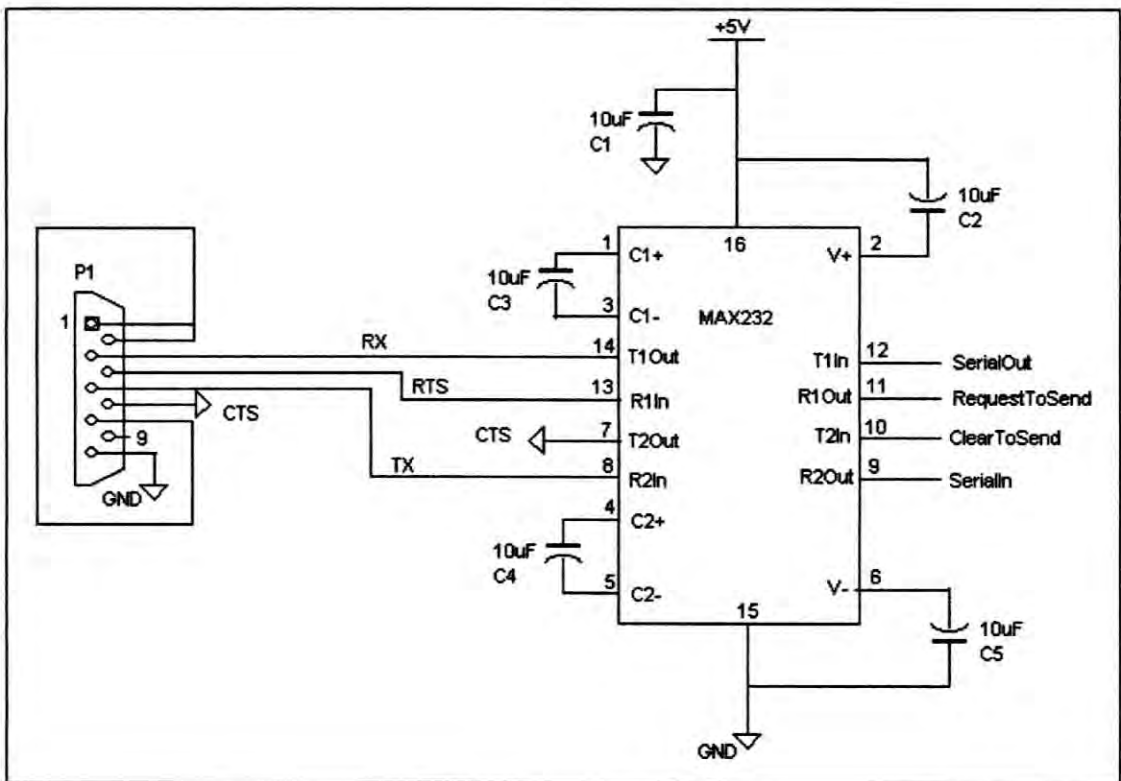 +5V
10uF
C1
10uF
C2
16
1
C1+
V+
2
P1
10uF
C3
3
C1-
MAX232
1
RX
14
T1Out
T1In
12
SerialOut
RTS
13
R1In
R1Out
11
RequestToSend
CTS
CTS
7
T2Out
T2In
10
ClearToSend
9
TX
8
R2In
R2Out
9
SerialIn
GND
4
C2+
10uF
C4
5
C2-
V-
6
15
10uF
C5
GND